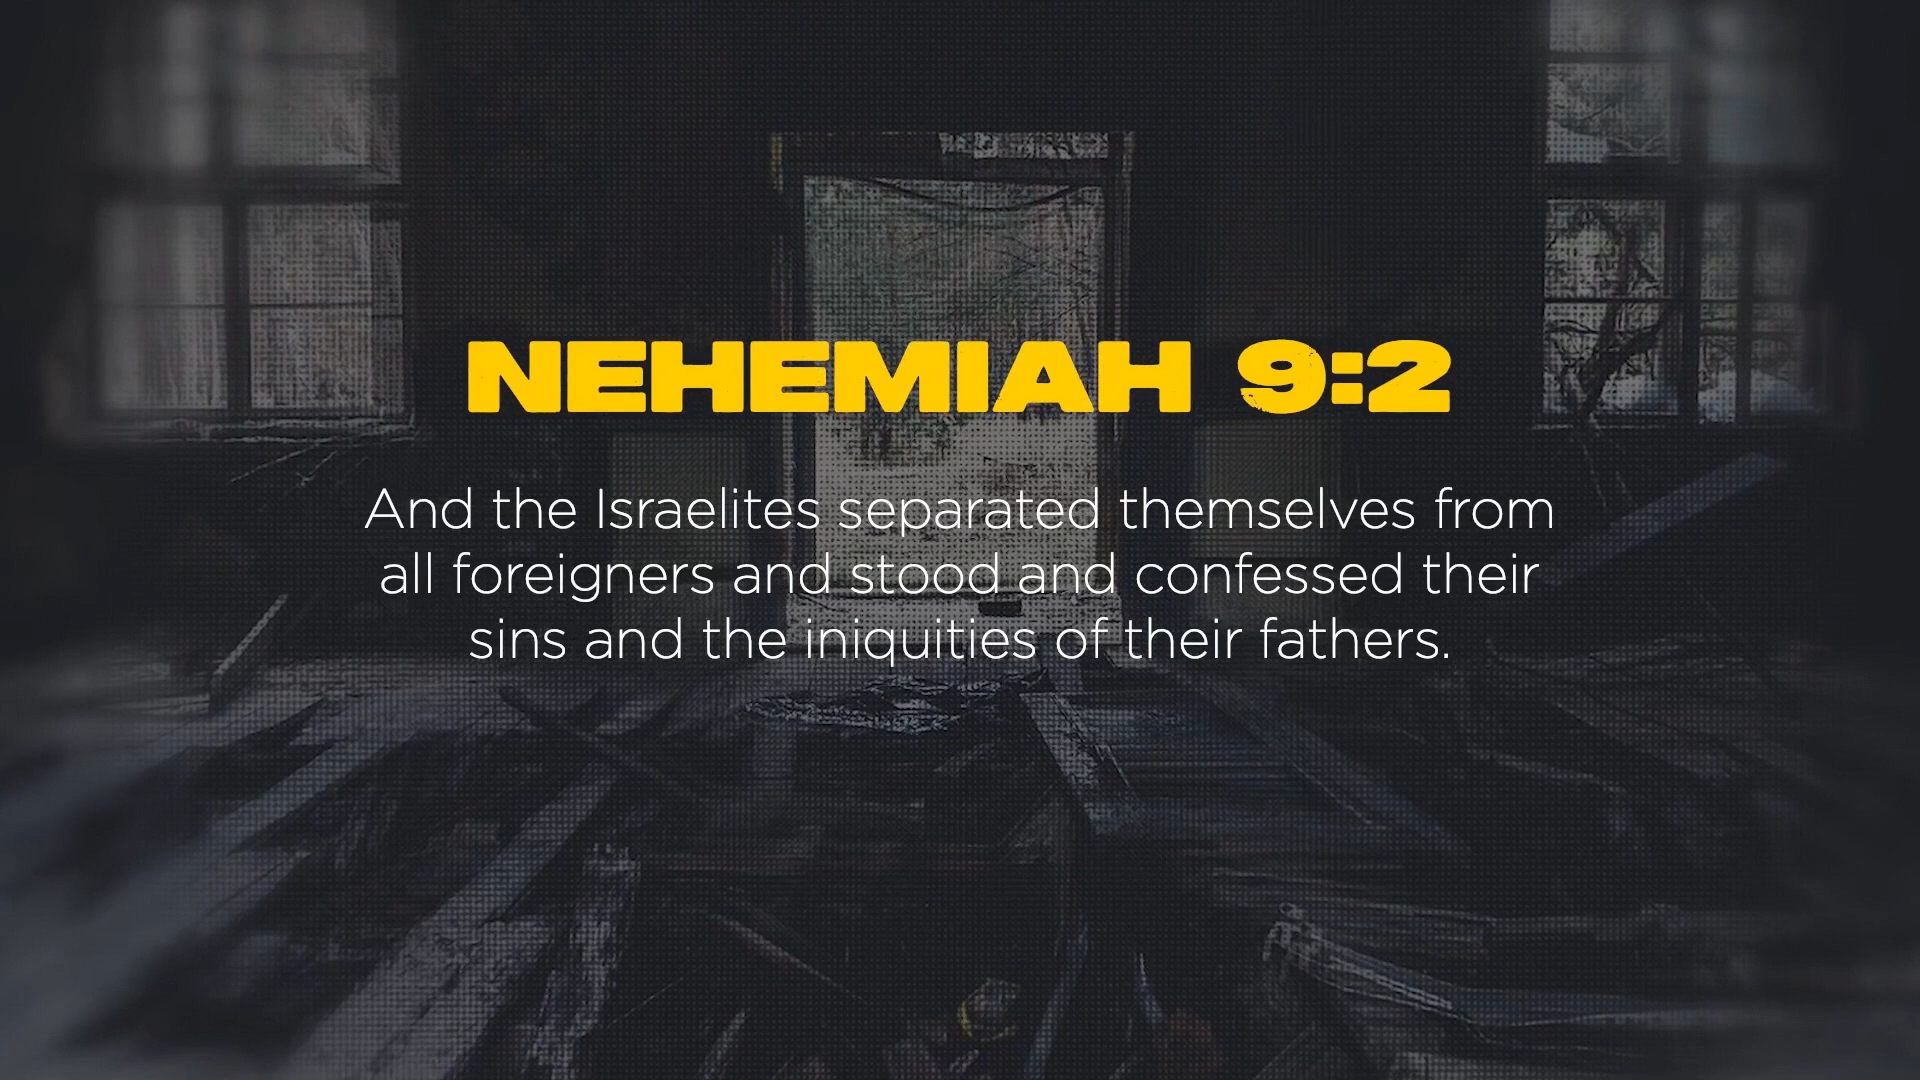 NEHEMIAH 9:2
And the Israelites separated themselves from
all foreigners and stood and confessed their
sins and the iniquities of their fathers.